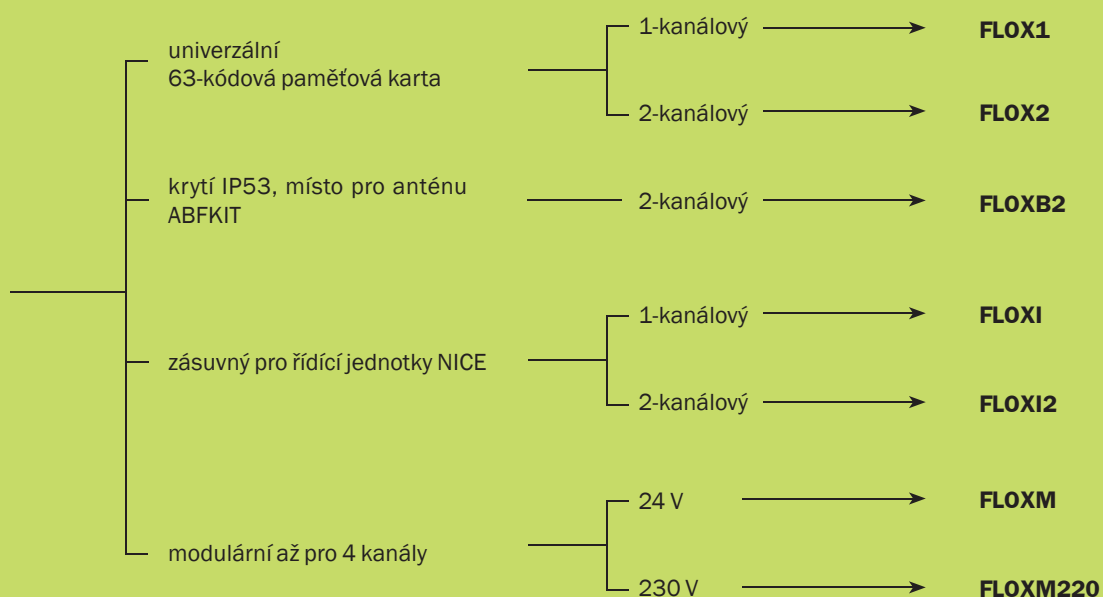 univerzální
63-kódová paměťová karta
1-kanálový
FLOX1
2-kanálový
FLOX2
krytí IP53, místo pro anténu
ABFKIT
2-kanálový
FLOXB2
zásuvný pro řídící jednotky NICE
1-kanálový
FLOXI
2-kanálový
FLOXI2
modulární až pro 4 kanály
24 V
FLOXM
230 V
FLOXM220